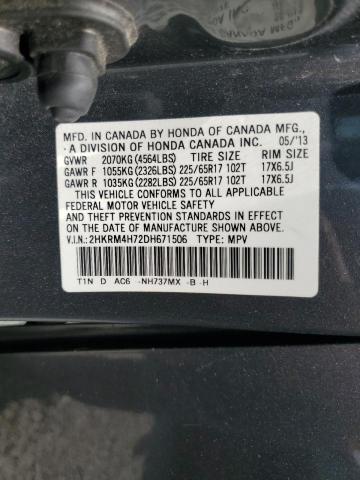 MFD. IN CANADA BY HONDA OF CANADA MFG.,
A DIVISION OF HONDA CANADA INC. 05/'13
GVWR 2070KG (4564LBS) TIRE SIZE RIM SIZE
GAWR F 1055KG (2326LBS) 225/65R17 102T 17X6.5J
GAWR R 1035KG (2282LBS) 225/65R17 102T 17X6.5J
THIS VEHICLE CONFORMS TO ALL APPLICABLE
FEDERAL MOTOR VEHICLE SAFETY STANDARDS IN EFFECT
ON THE DATE OF MANUFACTURE SHOWN ABOVE.
V.I.N.: 2HKRM4H72DH671506 TYPE: MPV
T1N D AC6 -NH737MX -B -H